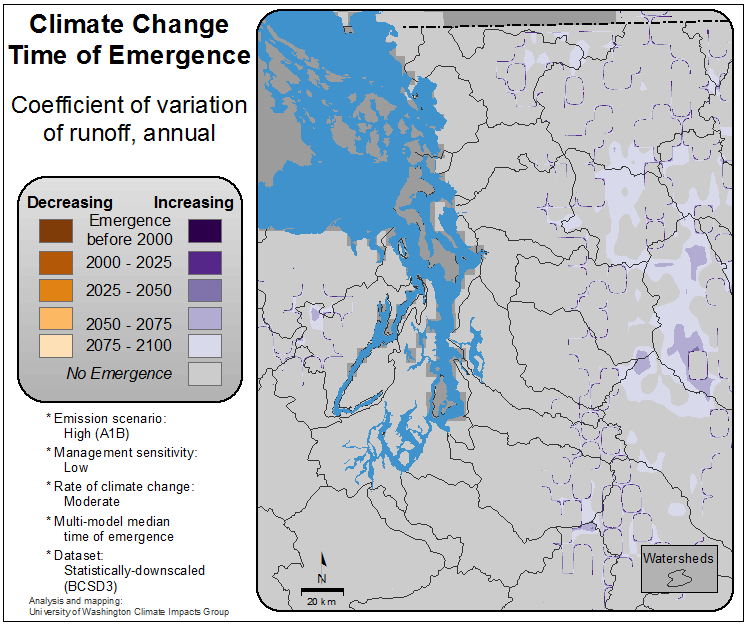 Climate Change
Time of Emergence
Coefficient of variation
of runoff, annual
Decreasing Increasing
Emergence
before 2000
2000 - 2025
2025 - 2050
2050 - 2075
2075 - 2100
No Emergence
* Emission scenario:
High (A1B)
* Management sensitivity:
Low
* Rate of climate change:
Moderate
* Multi-model median
time of emergence
* Dataset:
Statistically-downscaled
(BCSD3)
Analysis and mapping:
University of Washington Climate Impacts Group
N
20 km
Watersheds